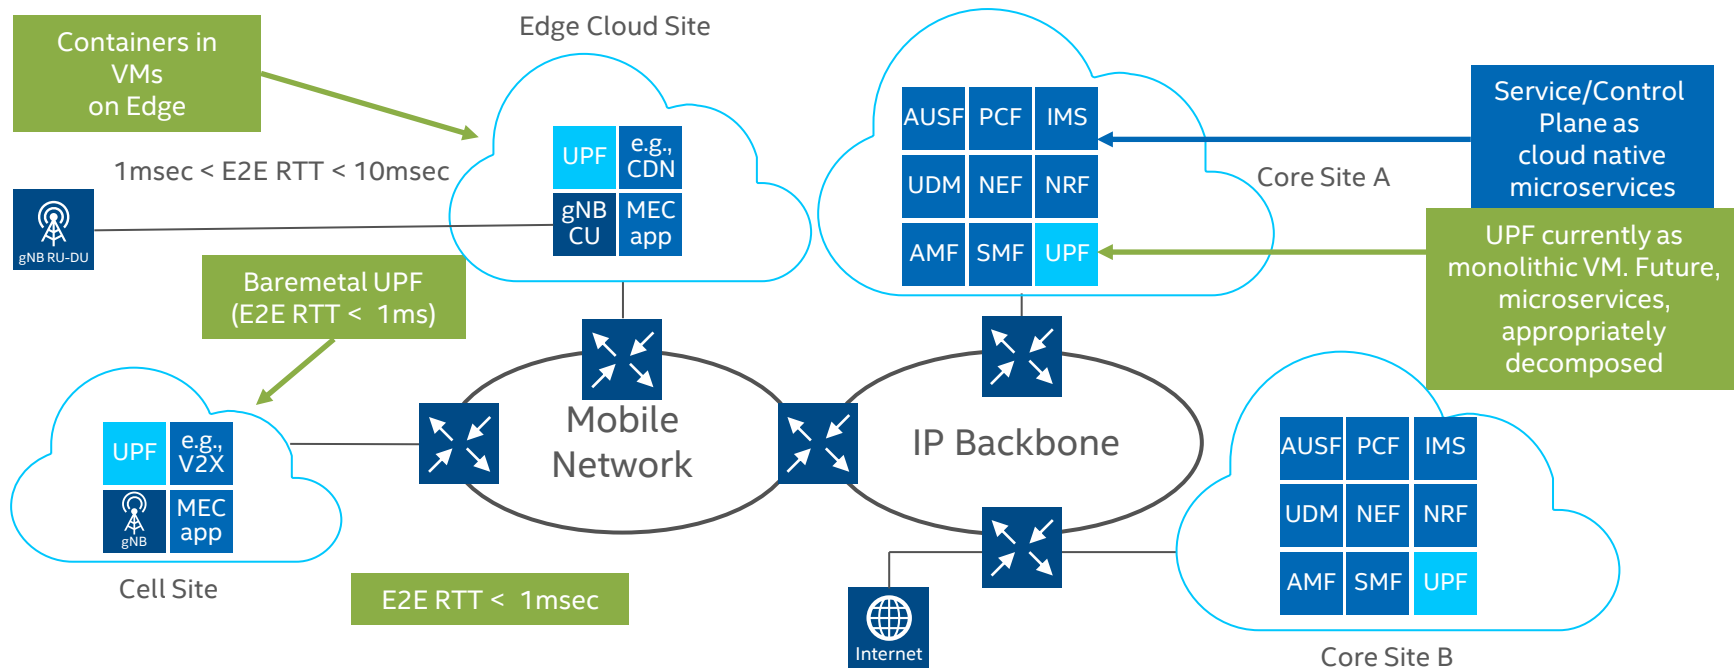 Containers in
VMs
on Edge
Edge Cloud Site
1msec < E2E RTT < 10msec
gNB RU-DU
UPF
e.g.,
CDN
gNB
CU
MEC
app
AUSF
PCF
IMS
UDM
NEF
NRF
AMF
SMF
UPF
Core Site A
Service/Control
Plane as
cloud native
microservices
UPF currently as
monolithic VM. Future,
microservices,
appropriately
decomposed
Baremetal UPF
(E2E RTT < 1ms)
UPF
e.g.,
V2X
gNB
MEC
app
Cell Site
Mobile
Network
IP Backbone
E2E RTT < 1msec
Internet
AUSF
PCF
IMS
UDM
NEF
NRF
AMF
SMF
UPF
Core Site B